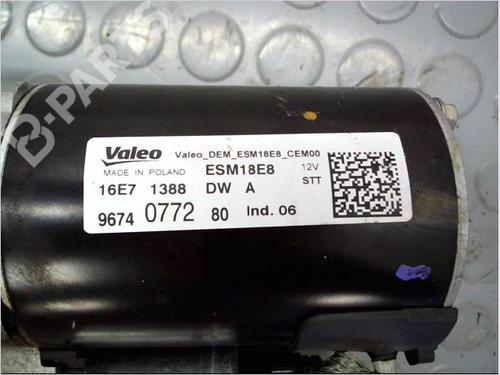 B-PARTS
Valeo
Valeo_DEM_ESM18E8_CEM00
MADE IN POLAND ESM18E8 12V
16E7 1388 DW A STT
9674 0772 80 Ind. 06